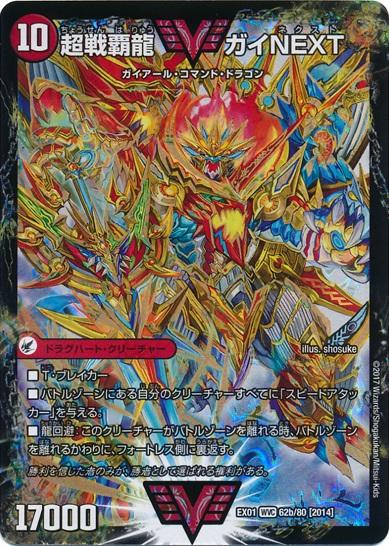 10
ちょうせん は りゅう
超戦覇龍 ガイNEXT
ネクスト
ガイアール・コマンド・ドラゴン
ドラグハート・クリーチャー
illus. shosuke
■T・ブレイカー
■バトルゾーンにある自分のクリーチャーすべてに「スピードアタッ
カー」を与える。
■龍回避:このクリーチャーがバトルゾーンを離れる時、バトルゾーン
を離れるかわりに、フォートレス側に裏返す。
勝利を信じた者のみが、勝者として選ばれる権利がある。
©2017 Wizards/Shogakukan/Mitsui-Kids
17000
EX01 WVC 62b/80 [2014]